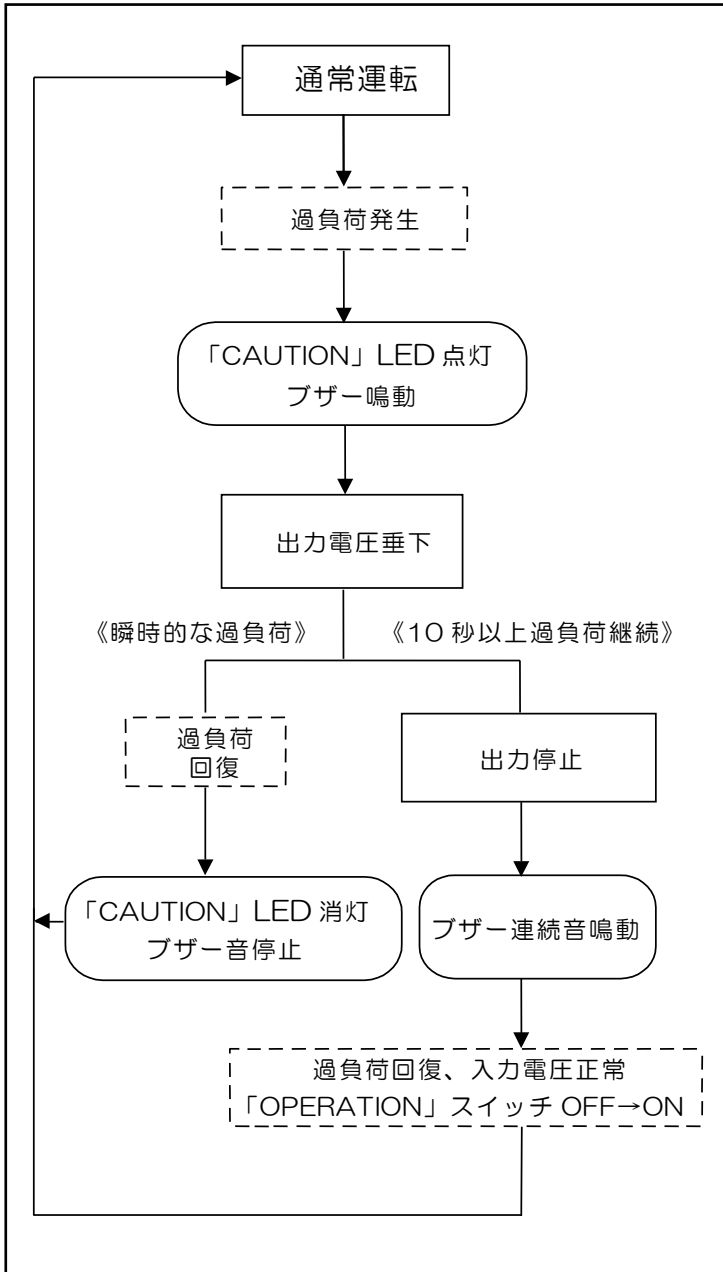 通常運転
過負荷発生
「CAUTION」LED 点灯
ブザー鳴動
出力電圧垂下
《瞬時的な過負荷》
《10 秒以上過負荷継続》
過負荷
回復
出力停止
「CAUTION」LED 消灯
ブザー音停止
ブザー連続音鳴動
過負荷回復、入力電圧正常
「OPERATION」スイッチ OFF→ON